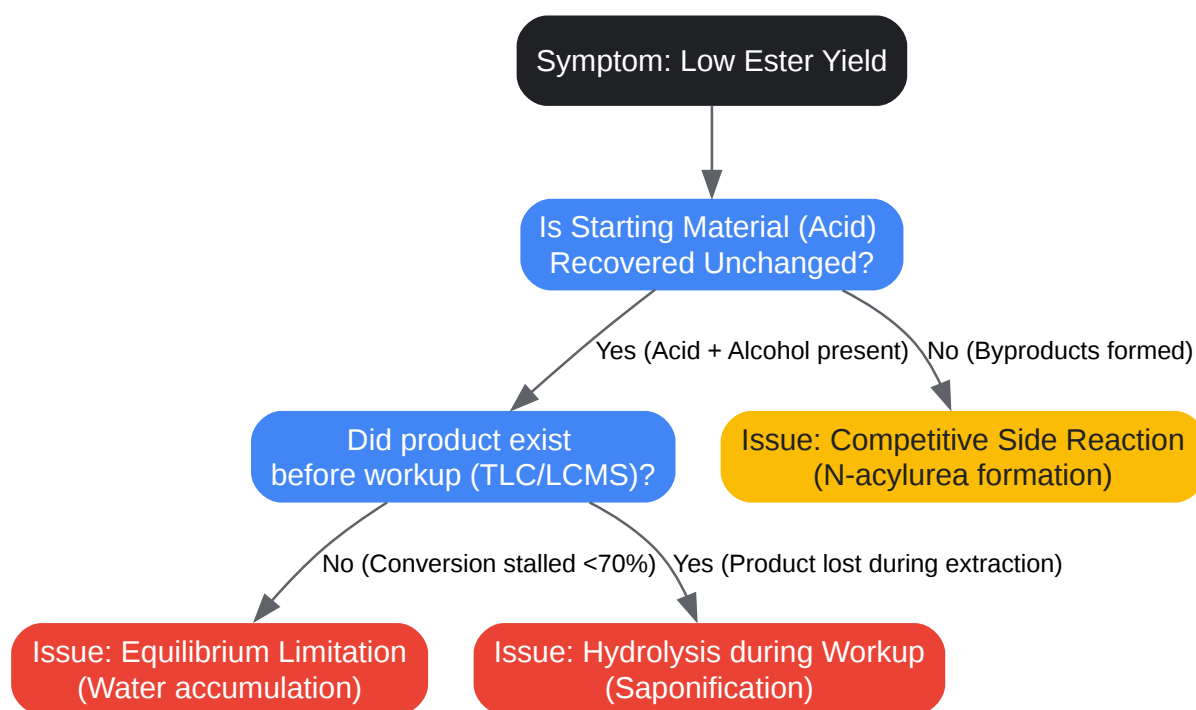 Symptom: Low Ester Yield
Is Starting Material (Acid)
Recovered Unchanged?
Yes (Acid + Alcohol present)
No (Byproducts formed)
Did product exist
before workup (TLC/LCMS)?
Issue: Competitive Side Reaction
(N-acylurea formation)
No (Conversion stalled <70%)
Yes (Product lost during extraction)
Issue: Equilibrium Limitation
(Water accumulation)
Issue: Hydrolysis during Workup
(Saponification)